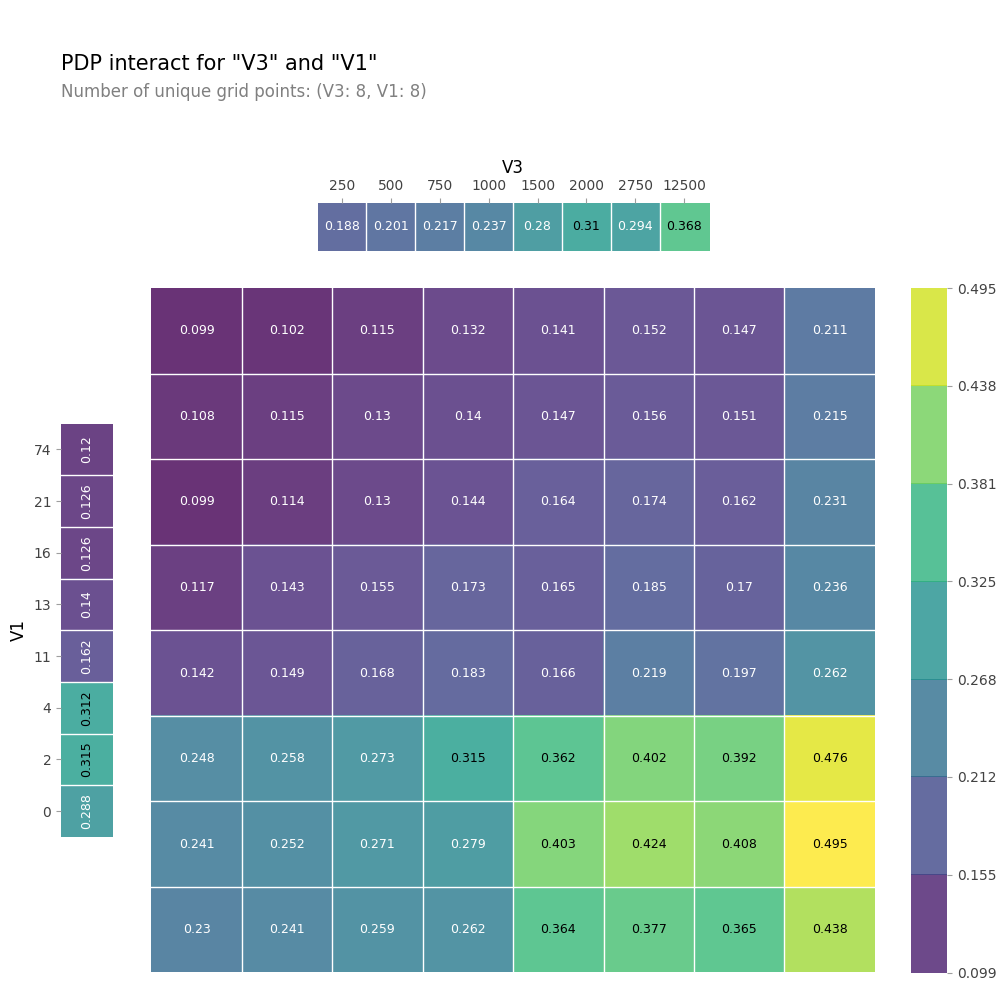 PDP interact for "V3" and "V1"
Number of unique grid points: (V3: 8, V1: 8)
V3
250 500 750 1000 1500 2000 2750 12500
0.188 0.201 0.217 0.237 0.28 0.31 0.294 0.368
V1
74 0.12
21 0.126
16 0.126
13 0.14
11 0.162
4 0.312
2 0.315
0 0.288
0.099 0.102 0.115 0.132 0.141 0.152 0.147 0.211
0.108 0.115 0.13 0.14 0.147 0.156 0.151 0.215
0.099 0.114 0.13 0.144 0.164 0.174 0.162 0.231
0.117 0.143 0.155 0.173 0.165 0.185 0.17 0.236
0.142 0.149 0.168 0.183 0.166 0.219 0.197 0.262
0.248 0.258 0.273 0.315 0.362 0.402 0.392 0.476
0.241 0.252 0.271 0.279 0.403 0.424 0.408 0.495
0.23 0.241 0.259 0.262 0.364 0.377 0.365 0.438
0.495
0.438
0.381
0.325
0.268
0.212
0.155
0.099